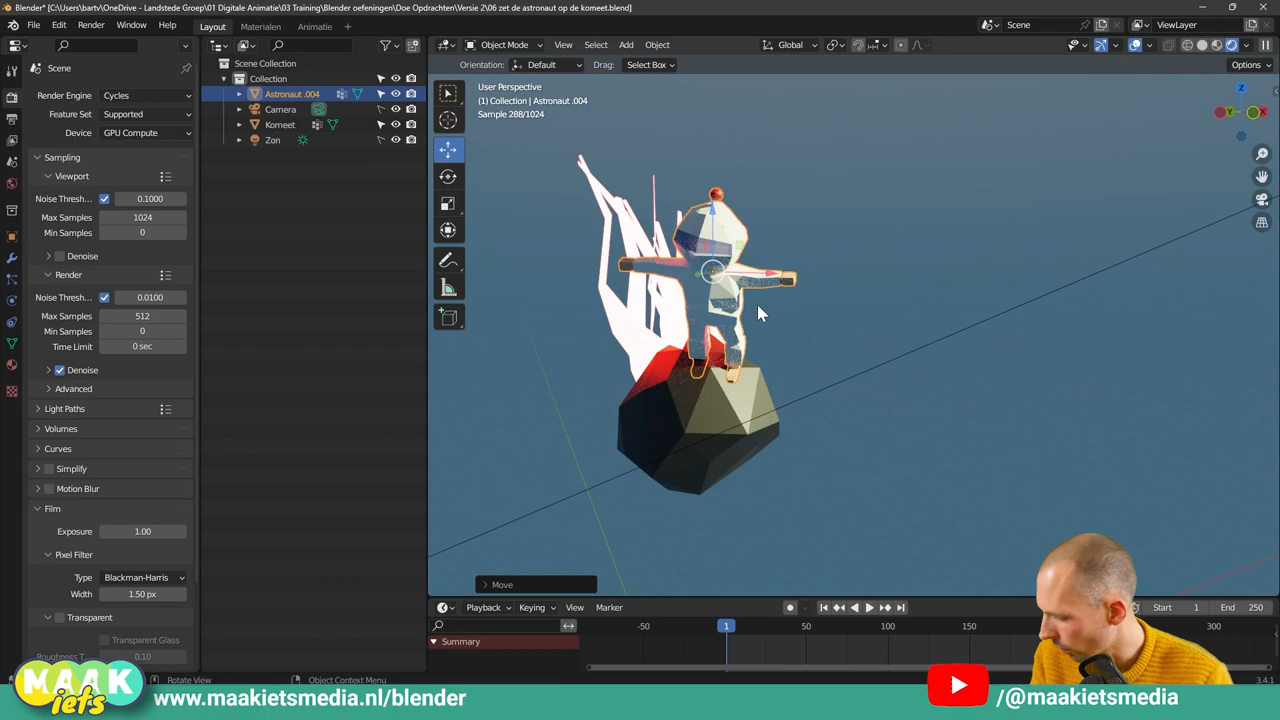 Blender* [C:\Users\bartv\OneDrive - Landstede Groep\01 Digitale Animatie\03 Training\Blender oefeningen\Doe Opdrachten\Versie 2\06 zet de astronaut op de komeet.blend]
File Edit Render Window Help Layout Materialen Animatie Scene ViewLayer
Object Mode View Select Add Object Global
Orientation: Default Drag: Select Box Options
Scene
Render Engine Cycles
Feature Set Supported
Device GPU Compute
Sampling
Viewport
Noise Thresh... 0.1000
Max Samples 1024
Min Samples 0
Denoise
Render
Noise Thresh... 0.0100
Max Samples 512
Min Samples 0
Time Limit 0 sec
Denoise
Advanced
Light Paths
Volumes
Curves
Simplify
Motion Blur
Film
Exposure 1.00
Pixel Filter
Type Blackman-Harris
Width 1.50 px
Transparent
Transparent Glass
Roughness T... 0.10
Scene Collection
Collection
Astronaut .004
Camera
Komeet
Zon
User Perspective
(1) Collection | Astronaut .004
Sample 288/1024
Z
Y
X
Move
Playback Keying View Marker Start 1 End 250
-50 1 50 100 150 300
Summary
Rotate View Object Context Menu 3.4.1
MAAK
iets
www.maakietsmedia.nl/blender
/@maakietsmedia